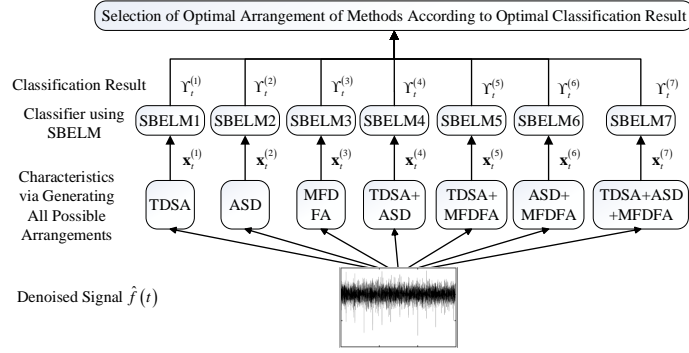 Selection of Optimal Arrangement of Methods According to Optimal Classification Result
Classification Result
ϒ_t^(1) ϒ_t^(2) ϒ_t^(3) ϒ_t^(4) ϒ_t^(5) ϒ_t^(6) ϒ_t^(7)
Classifier using
SBELM
SBELM1 SBELM2 SBELM3 SBELM4 SBELM5 SBELM6 SBELM7
x_t^(1) x_t^(2) x_t^(3) x_t^(4) x_t^(5) x_t^(6) x_t^(7)
Characteristics
via Generating
All Possible
Arrangements
TDSA
ASD
MFD
FA
TDSA+
ASD
TDSA+
MFDFA
ASD+
MFDFA
TDSA+ASD
+MFDFA
Denoised Signal f̂(t)